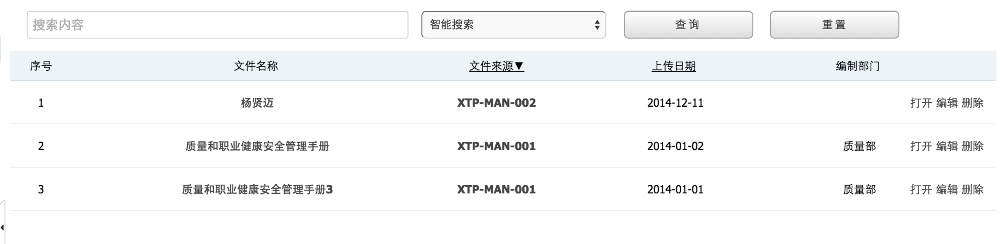 搜索内容 智能搜索 查询 重置
序号 文件名称 文件来源▼ 上传日期 编制部门
1 杨贤迈 XTP-MAN-002 2014-12-11 打开 编辑 删除
2 质量和职业健康安全管理手册 XTP-MAN-001 2014-01-02 质量部 打开 编辑 删除
3 质量和职业健康安全管理手册3 XTP-MAN-001 2014-01-01 质量部 打开 编辑 删除